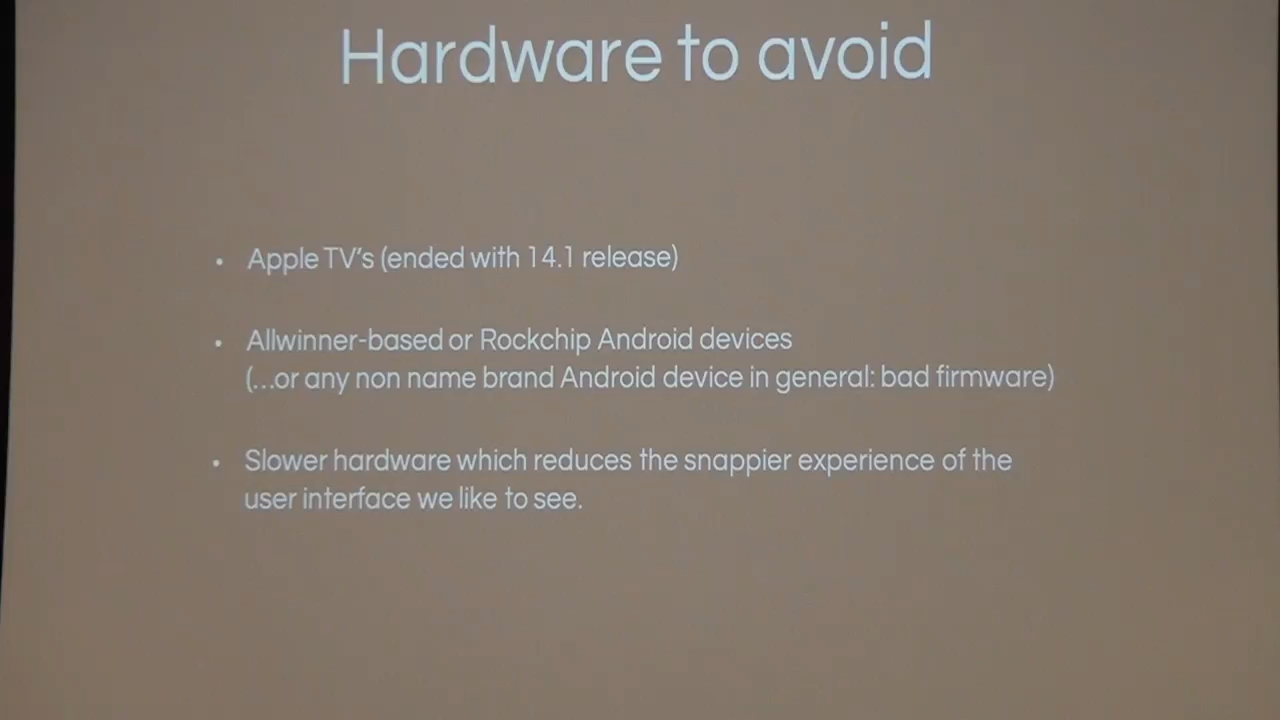 Hardware to avoid
• Apple TV's (ended with 14.1 release)
• Allwinner-based or Rockchip Android devices
(...or any non name brand Android device in general: bad firmware)
• Slower hardware which reduces the snappier experience of the
user interface we like to see.